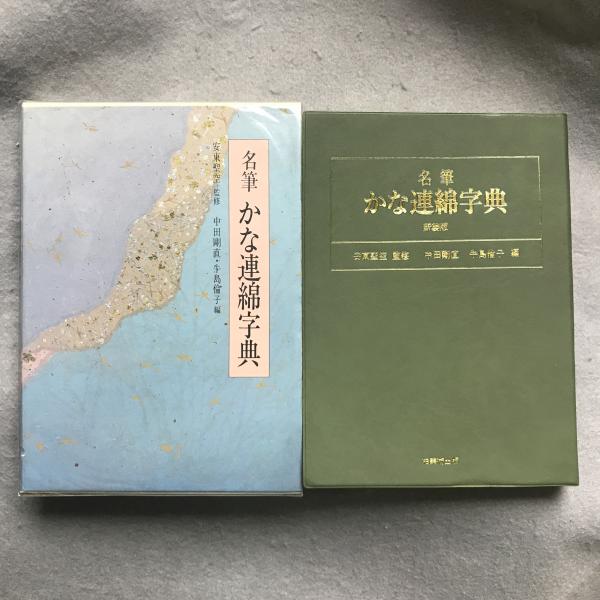 名筆 かな連綿字典
安東聖空 監修 中田剛直・牛島倫子 編
名筆
かな連綿字典
新装版
安東聖空 監修 中田剛直 牛島倫子 編